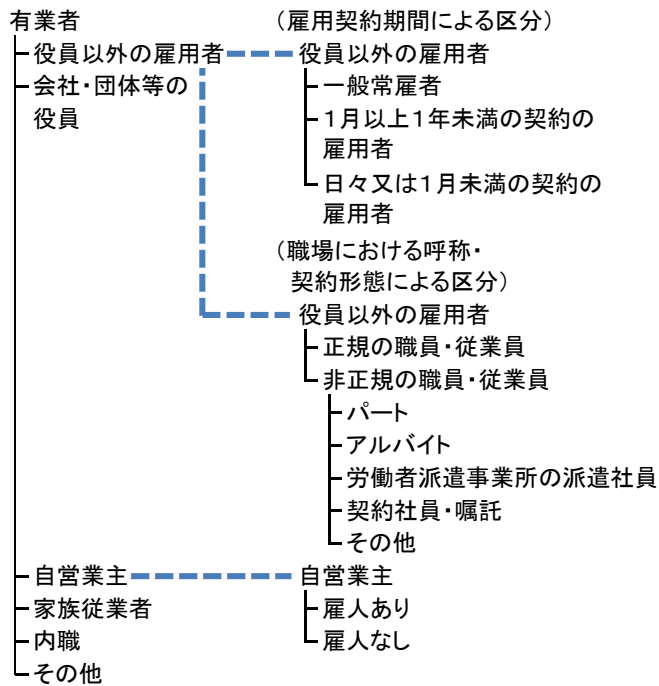 有業者
役員以外の雇用者
会社・団体等の
役員
(雇用契約期間による区分)
役員以外の雇用者
一般常雇者
１月以上１年未満の契約の
雇用者
日々又は１月未満の契約の
雇用者
(職場における呼称・
契約形態による区分)
役員以外の雇用者
正規の職員・従業員
非正規の職員・従業員
パート
アルバイト
労働者派遣事業所の派遣社員
契約社員・嘱託
その他
自営業主
自営業主
雇人あり
雇人なし
家族従業者
内職
その他